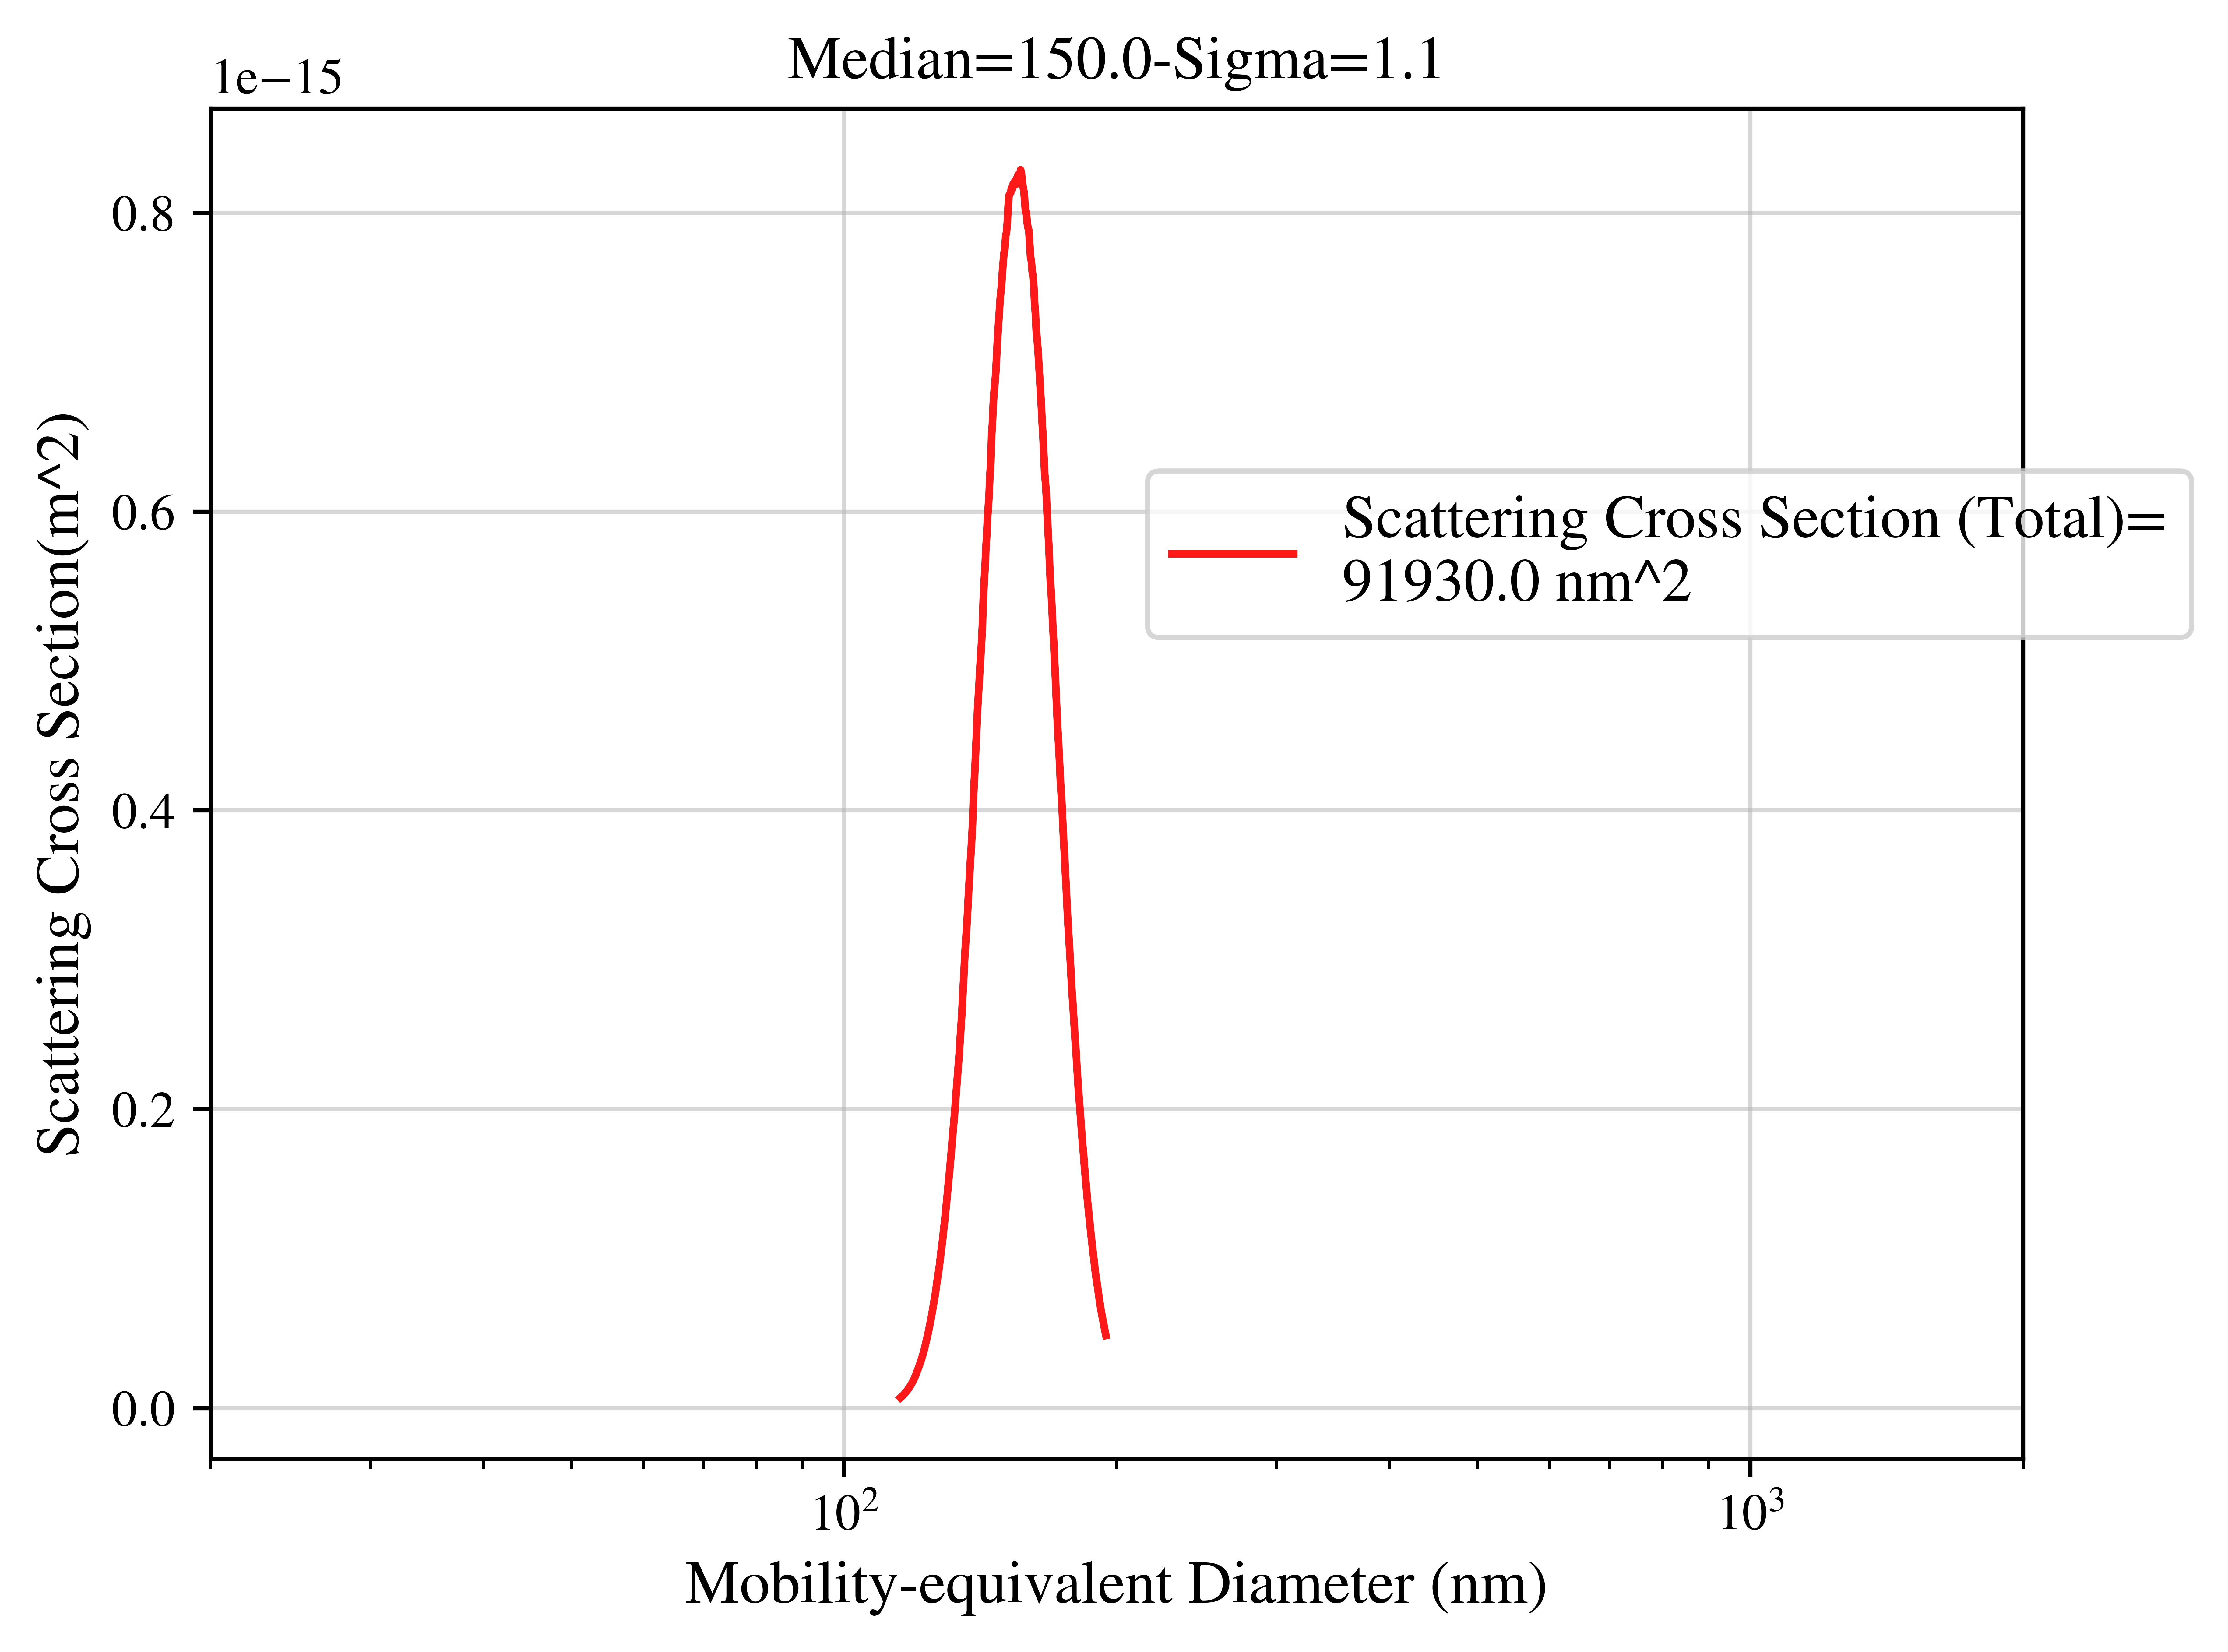 Median=150.0-Sigma=1.1
1e−15
0.8
0.6
0.4
0.2
0.0
Scattering Cross Section(m^2)
Scattering Cross Section (Total)=
91930.0 nm^2
10²
10³
Mobility-equivalent Diameter (nm)